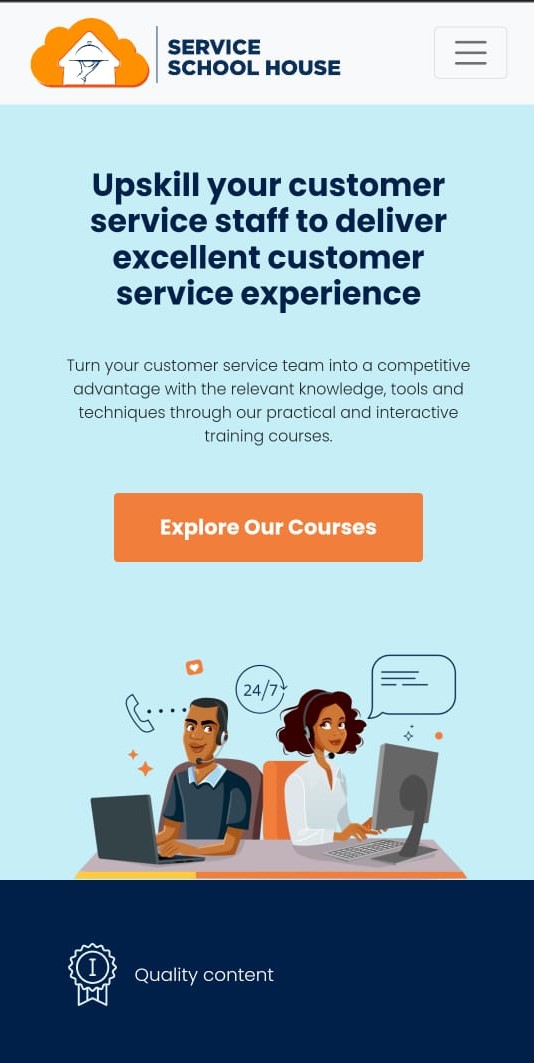 SERVICE
SCHOOL HOUSE
Upskill your customer
service staff to deliver
excellent customer
service experience
Turn your customer service team into a competitive
advantage with the relevant knowledge, tools and
techniques through our practical and interactive
training courses.
Explore Our Courses
24/7
I
Quality content